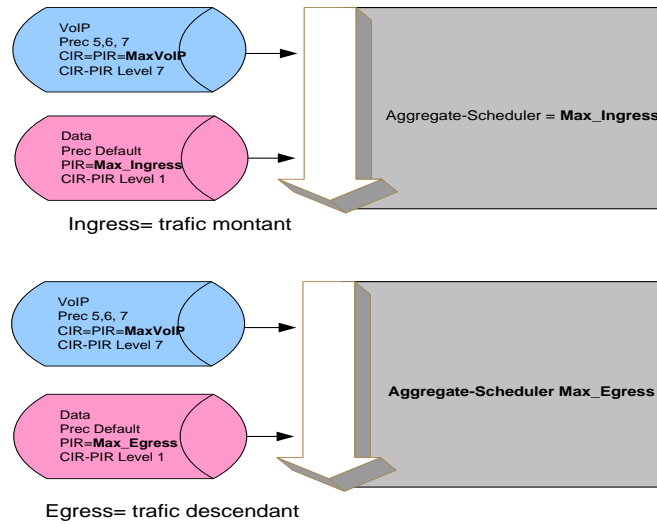 VoIP
Prec 5,6, 7
CIR=PIR=MaxVoIP
CIR-PIR Level 7
Aggregate-Scheduler = Max_Ingress
Data
Prec Default
PIR=Max_Ingress
CIR-PIR Level 1
Ingress= trafic montant
VoIP
Prec 5,6, 7
CIR=PIR=MaxVoIP
CIR-PIR Level 7
Aggregate-Scheduler Max_Egress
Data
Prec Default
PIR=Max_Egress
CIR-PIR Level 1
Egress= trafic descendant